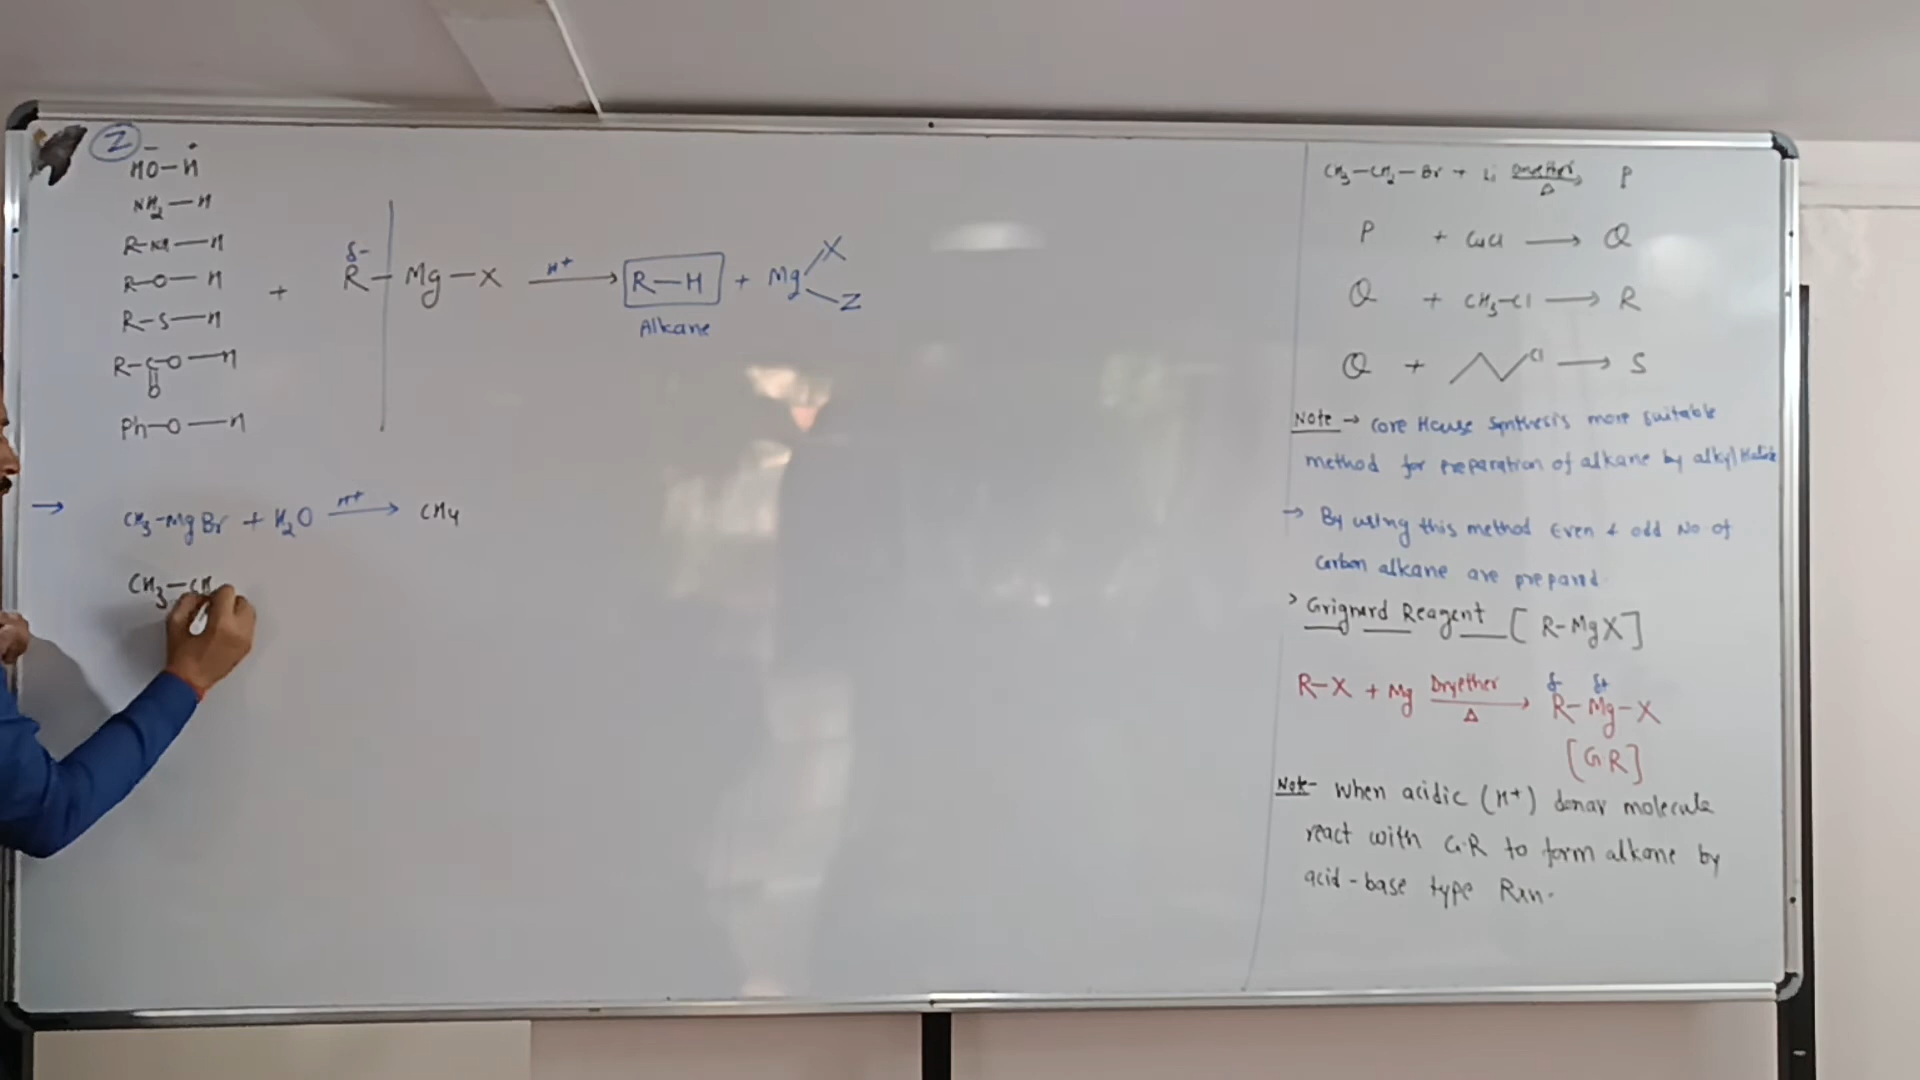 Z
HO—H
NH2—H
R-NH—H
R-O—H
R-S—H
R-C-O—H
O
Ph-O—H
+ R-Mg-X H+→ R-H + Mg X Z
δ-
Alkane
→ CH3-MgBr + H2O H+→ CH4
CH3-CH
CH3-CH2-Br + Li Dry ether Δ→ P
P + CuCl → Q
Q + CH3-Cl → R
Q + Cl → S
Note → Core House Synthesis more suitable
method for preparation of alkane by alkyl Halide
→ By using this method Even & odd No of
Carbon alkane are prepared
> Grignard Reagent [R-MgX]
R-X + Mg Dryether Δ→ R-Mg-X
δ- δ+
[GR]
Note- When acidic (H+) donar molecule
react with G.R to form alkane by
acid-base type Rxn.